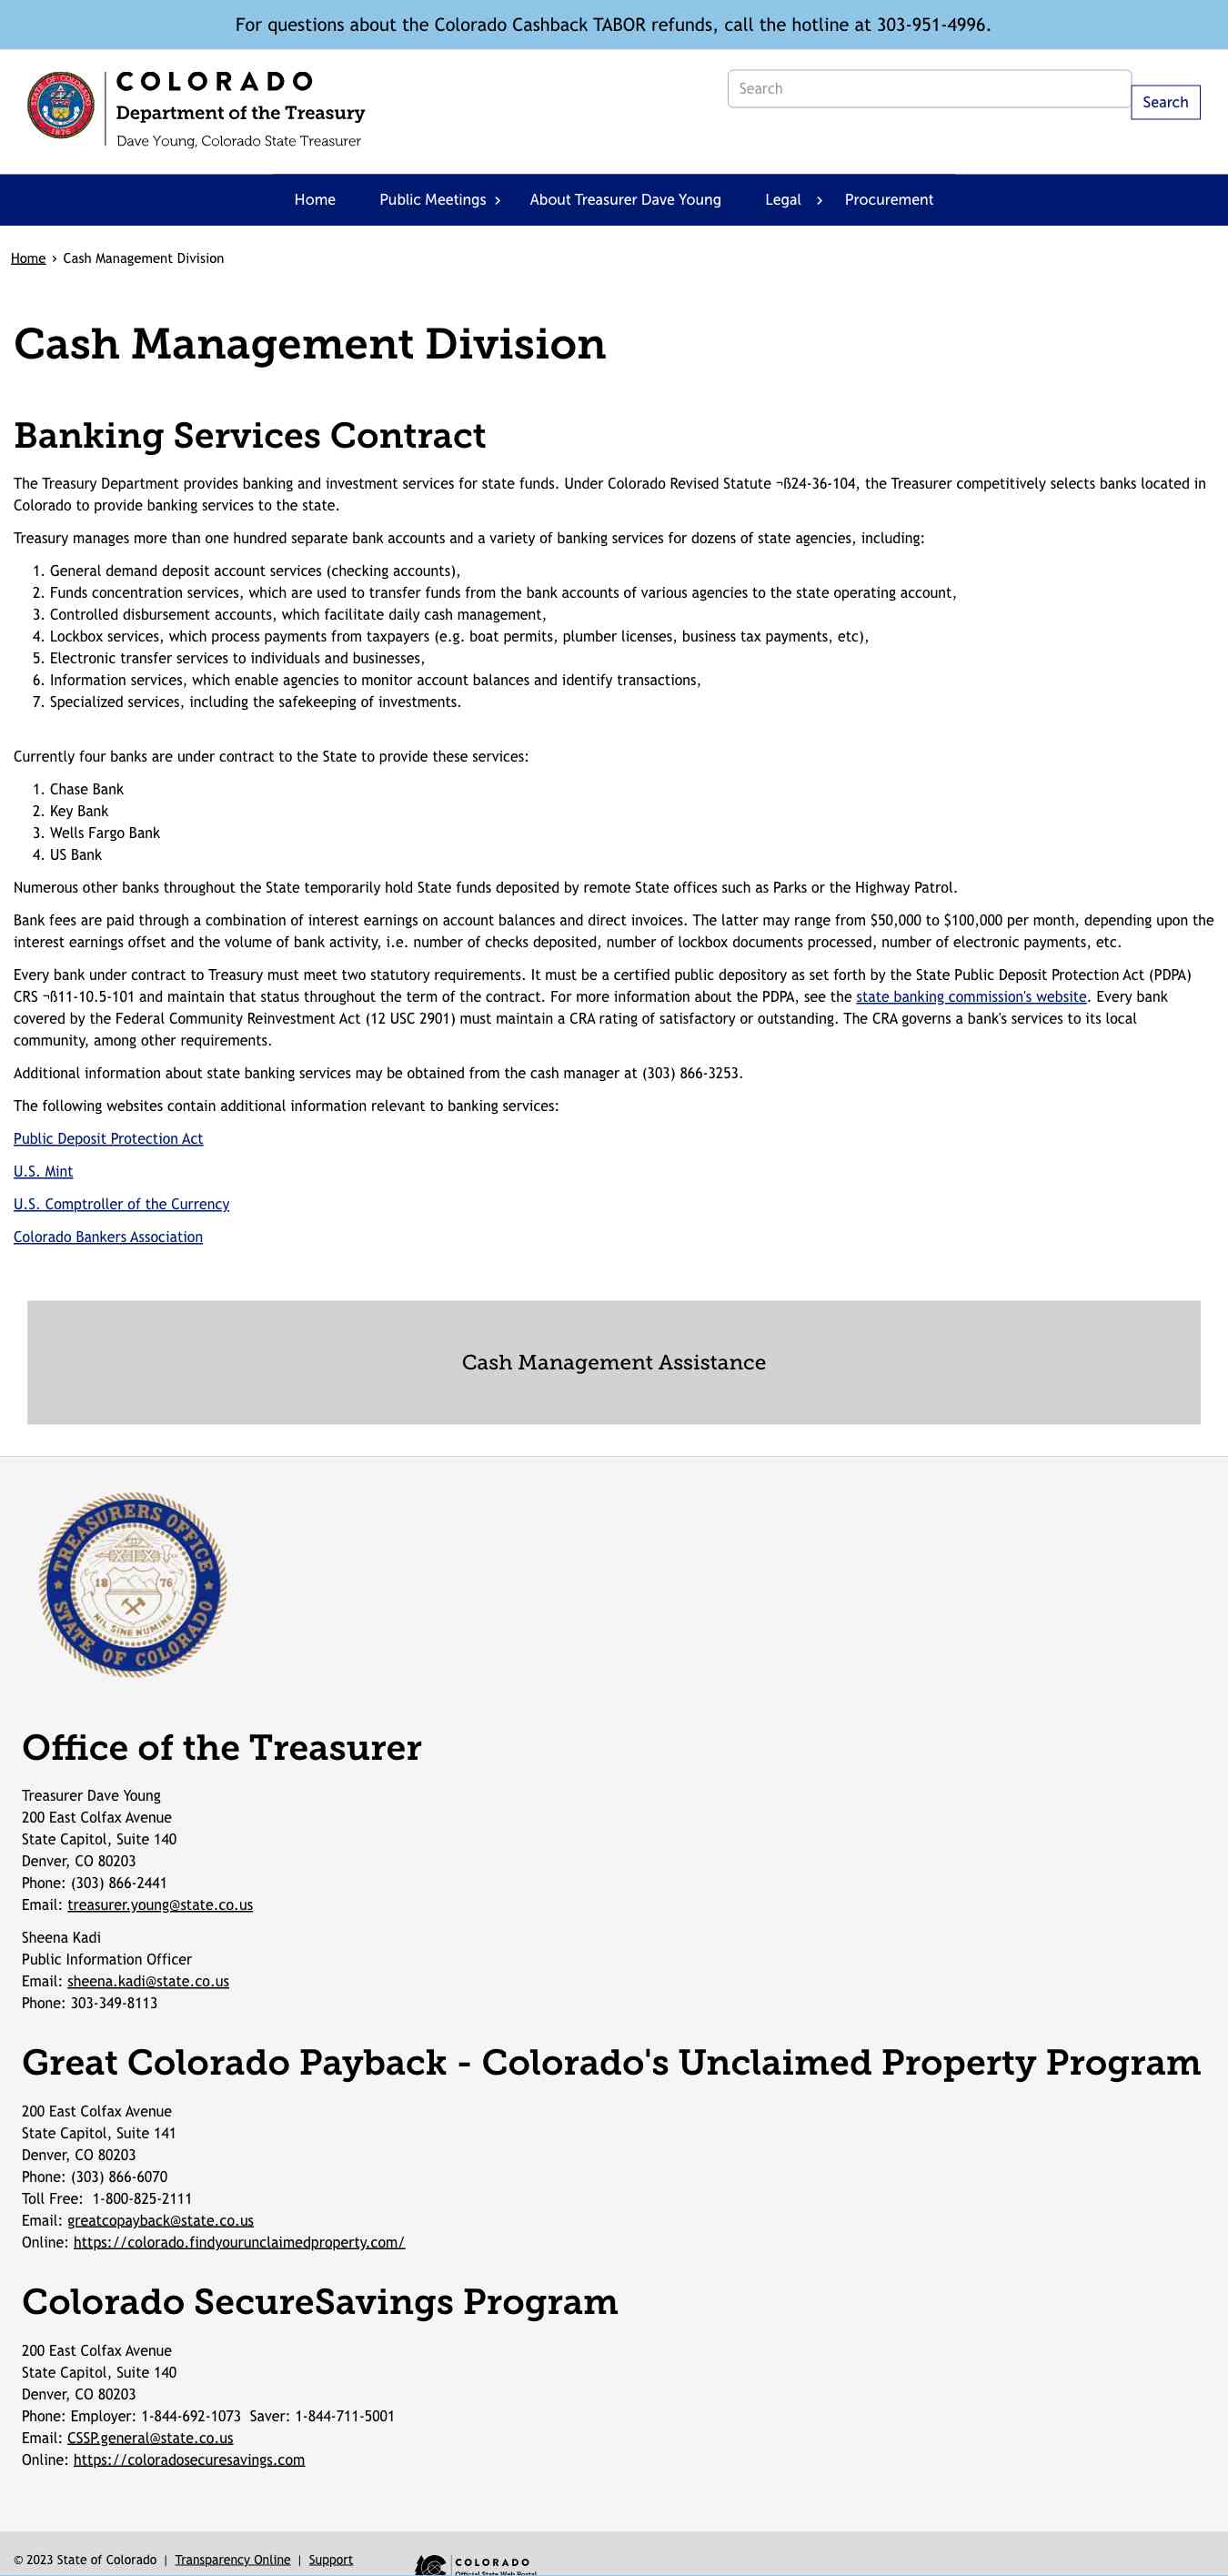 For questions about the Colorado Cashback TABOR refunds, call the hotline at 303-951-4996.
STATE OF COLORADO
1876
COLORADO
Department of the Treasury
Dave Young, Colorado State Treasurer
Search
Search
Home Public Meetings › About Treasurer Dave Young Legal › Procurement
Home › Cash Management Division
Cash Management Division
Banking Services Contract
The Treasury Department provides banking and investment services for state funds. Under Colorado Revised Statute ¬ß24-36-104, the Treasurer competitively selects banks located in
Colorado to provide banking services to the state.
Treasury manages more than one hundred separate bank accounts and a variety of banking services for dozens of state agencies, including:
1. General demand deposit account services (checking accounts),
2. Funds concentration services, which are used to transfer funds from the bank accounts of various agencies to the state operating account,
3. Controlled disbursement accounts, which facilitate daily cash management,
4. Lockbox services, which process payments from taxpayers (e.g. boat permits, plumber licenses, business tax payments, etc),
5. Electronic transfer services to individuals and businesses,
6. Information services, which enable agencies to monitor account balances and identify transactions,
7. Specialized services, including the safekeeping of investments.
Currently four banks are under contract to the State to provide these services:
1. Chase Bank
2. Key Bank
3. Wells Fargo Bank
4. US Bank
Numerous other banks throughout the State temporarily hold State funds deposited by remote State offices such as Parks or the Highway Patrol.
Bank fees are paid through a combination of interest earnings on account balances and direct invoices. The latter may range from $50,000 to $100,000 per month, depending upon the
interest earnings offset and the volume of bank activity, i.e. number of checks deposited, number of lockbox documents processed, number of electronic payments, etc.
Every bank under contract to Treasury must meet two statutory requirements. It must be a certified public depository as set forth by the State Public Deposit Protection Act (PDPA)
CRS ¬ß11-10.5-101 and maintain that status throughout the term of the contract. For more information about the PDPA, see the state banking commission's website. Every bank
covered by the Federal Community Reinvestment Act (12 USC 2901) must maintain a CRA rating of satisfactory or outstanding. The CRA governs a bank's services to its local
community, among other requirements.
Additional information about state banking services may be obtained from the cash manager at (303) 866-3253.
The following websites contain additional information relevant to banking services:
Public Deposit Protection Act
U.S. Mint
U.S. Comptroller of the Currency
Colorado Bankers Association
Cash Management Assistance
TREASURERS OFFICE
18 76
NIL SINE NUMINE
STATE OF COLORADO
Office of the Treasurer
Treasurer Dave Young
200 East Colfax Avenue
State Capitol, Suite 140
Denver, CO 80203
Phone: (303) 866-2441
Email: treasurer.young@state.co.us
Sheena Kadi
Public Information Officer
Email: sheena.kadi@state.co.us
Phone: 303-349-8113
Great Colorado Payback - Colorado's Unclaimed Property Program
200 East Colfax Avenue
State Capitol, Suite 141
Denver, CO 80203
Phone: (303) 866-6070
Toll Free:  1-800-825-2111
Email: greatcopayback@state.co.us
Online: https://colorado.findyourunclaimedproperty.com/
Colorado SecureSavings Program
200 East Colfax Avenue
State Capitol, Suite 140
Denver, CO 80203
Phone: Employer: 1-844-692-1073  Saver: 1-844-711-5001
Email: CSSP.general@state.co.us
Online: https://coloradosecuresavings.com
© 2023 State of Colorado | Transparency Online | Support
COLORADO
Official State Web Portal